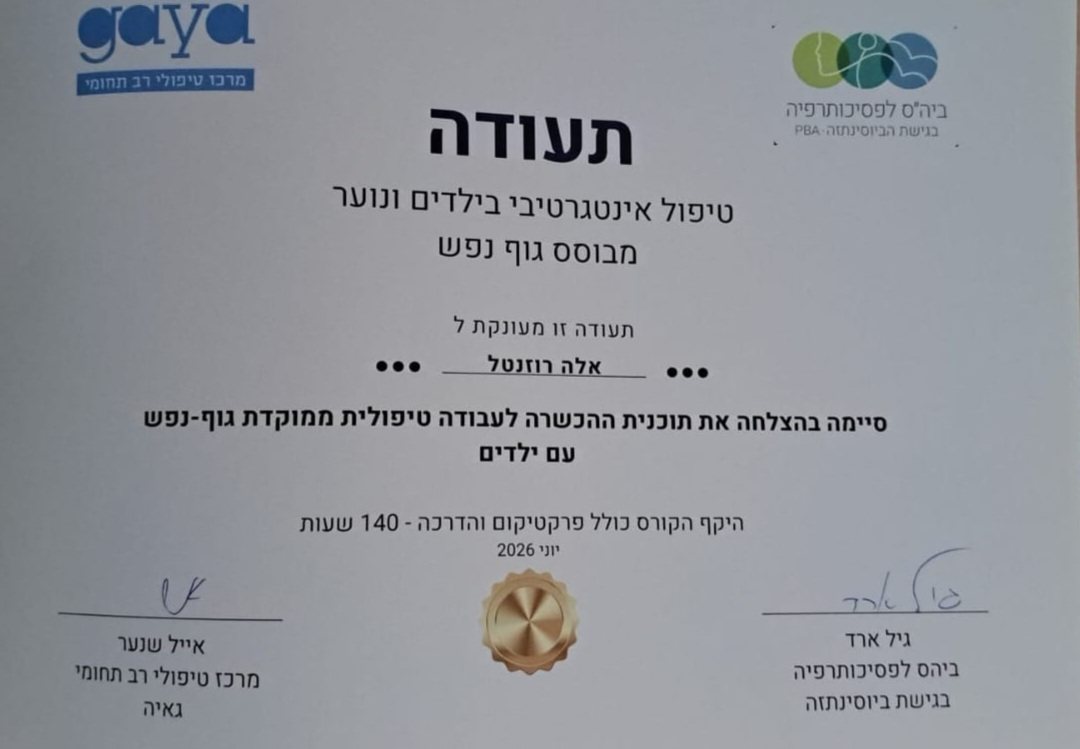 gaya
מרכז טיפולי רב תחומי
ביה"ס לפסיכותרפיה
בגישת הביוסינתזה - PBA
תעודה
טיפול אינטגרטיבי בילדים ונוער
מבוסס גוף נפש
תעודה זו מוענקת ל
••• אלה רוזנטל •••
סיימה בהצלחה את תוכנית ההכשרה לעבודה טיפולית ממוקדת גוף-נפש
עם ילדים
היקף הקורס כולל פרקטיקום והדרכה - 140 שעות
יוני 2026
גיל ארד
גיל ארד
ביהס לפסיכותרפיה
בגישת ביוסינתזה
אייל שנער
מרכז טיפולי רב תחומי
גאיה